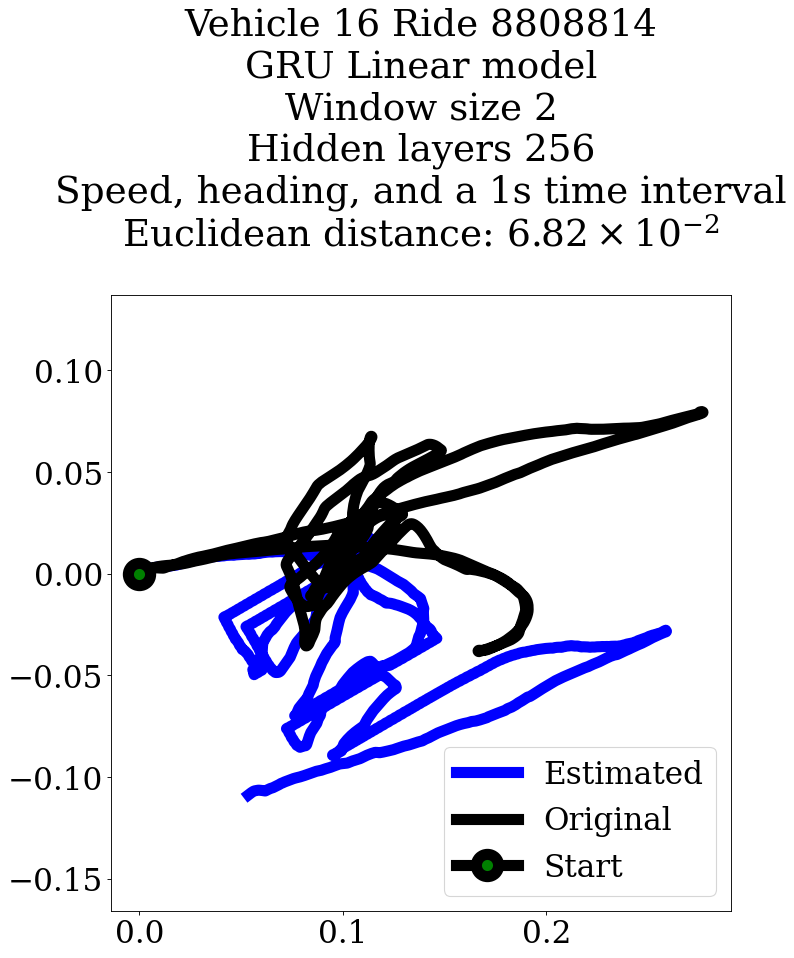 Vehicle 16 Ride 8808814
GRU Linear model
Window size 2
Hidden layers 256
Speed, heading, and a 1s time interval
Euclidean distance: 6.82 × 10⁻²
0.10
0.05
0.00
−0.05
−0.10
−0.15
0.0
0.1
0.2
Estimated
Original
Start